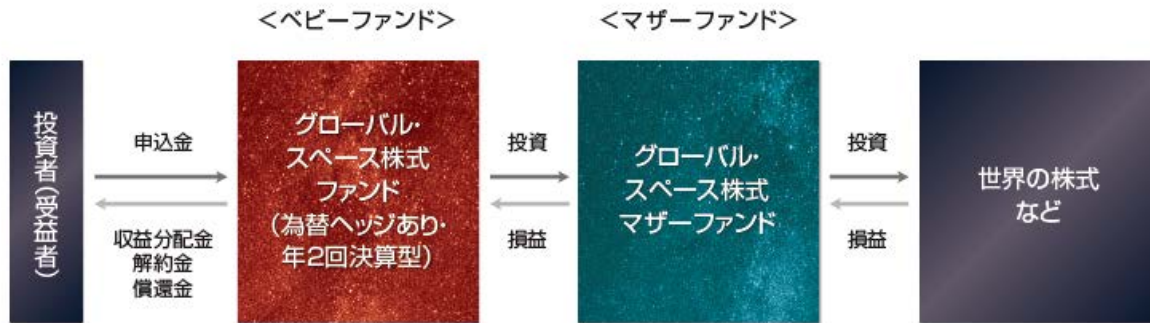 <ベビーファンド>
<マザーファンド>
投資者(受益者)
申込金
収益分配金
解約金
償還金
グローバル・
スペース株式
ファンド
(為替ヘッジあり・
年2回決算型)
投資
損益
グローバル・
スペース株式
マザーファンド
投資
損益
世界の株式
など